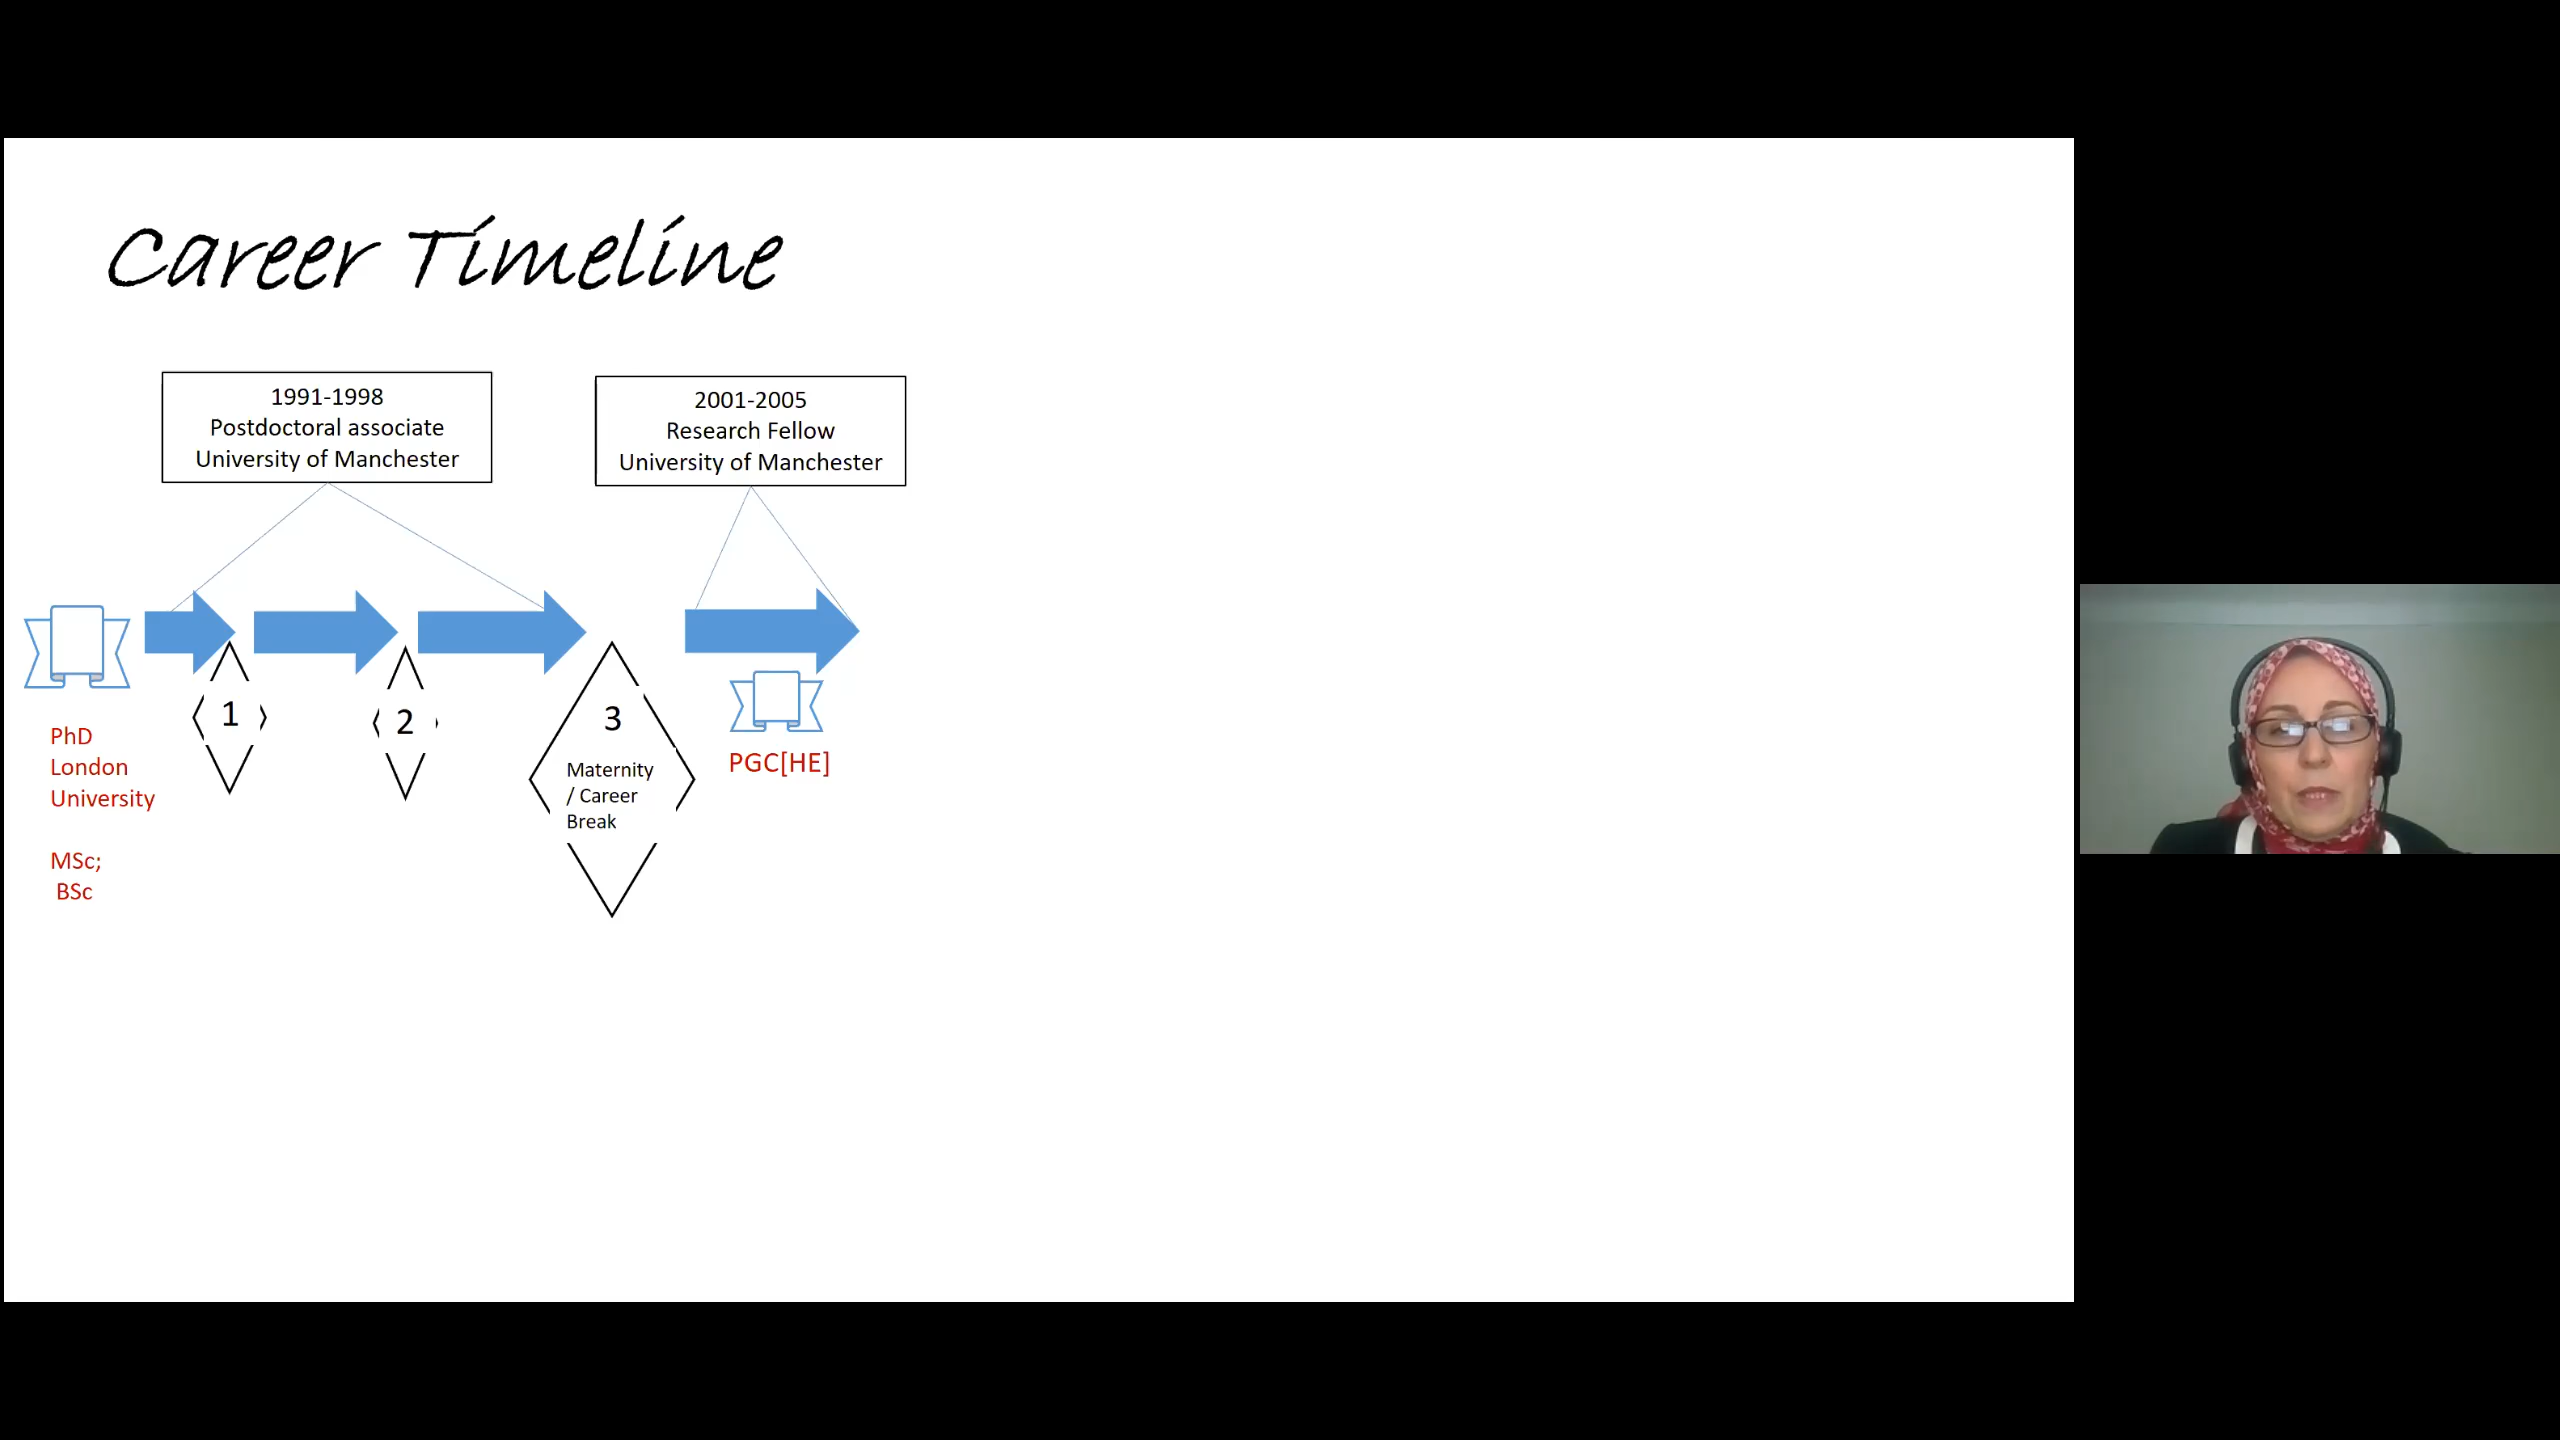 Career Timeline
1991-1998
Postdoctoral associate
University of Manchester
2001-2005
Research Fellow
University of Manchester
1
2
3
Maternity
/ Career
Break
PhD
London
University
MSc;
BSc
PGC[HE]